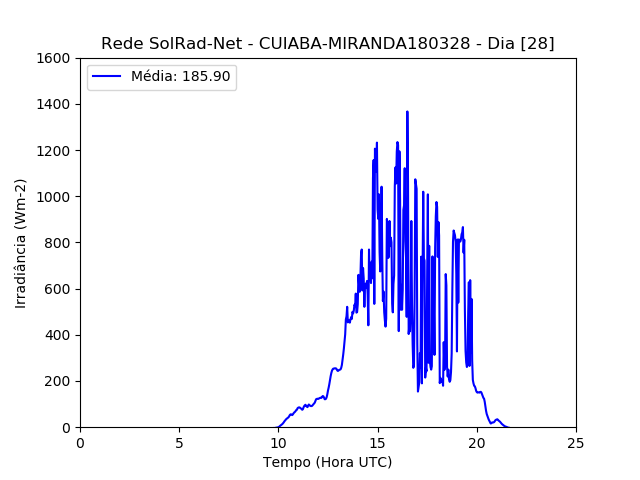 Rede SolRad-Net - CUIABA-MIRANDA180328 - Dia [28]
Média: 185.90
Irradiância (Wm-2)
1600
1400
1200
1000
800
600
400
200
0
0 5 10 15 20 25
Tempo (Hora UTC)